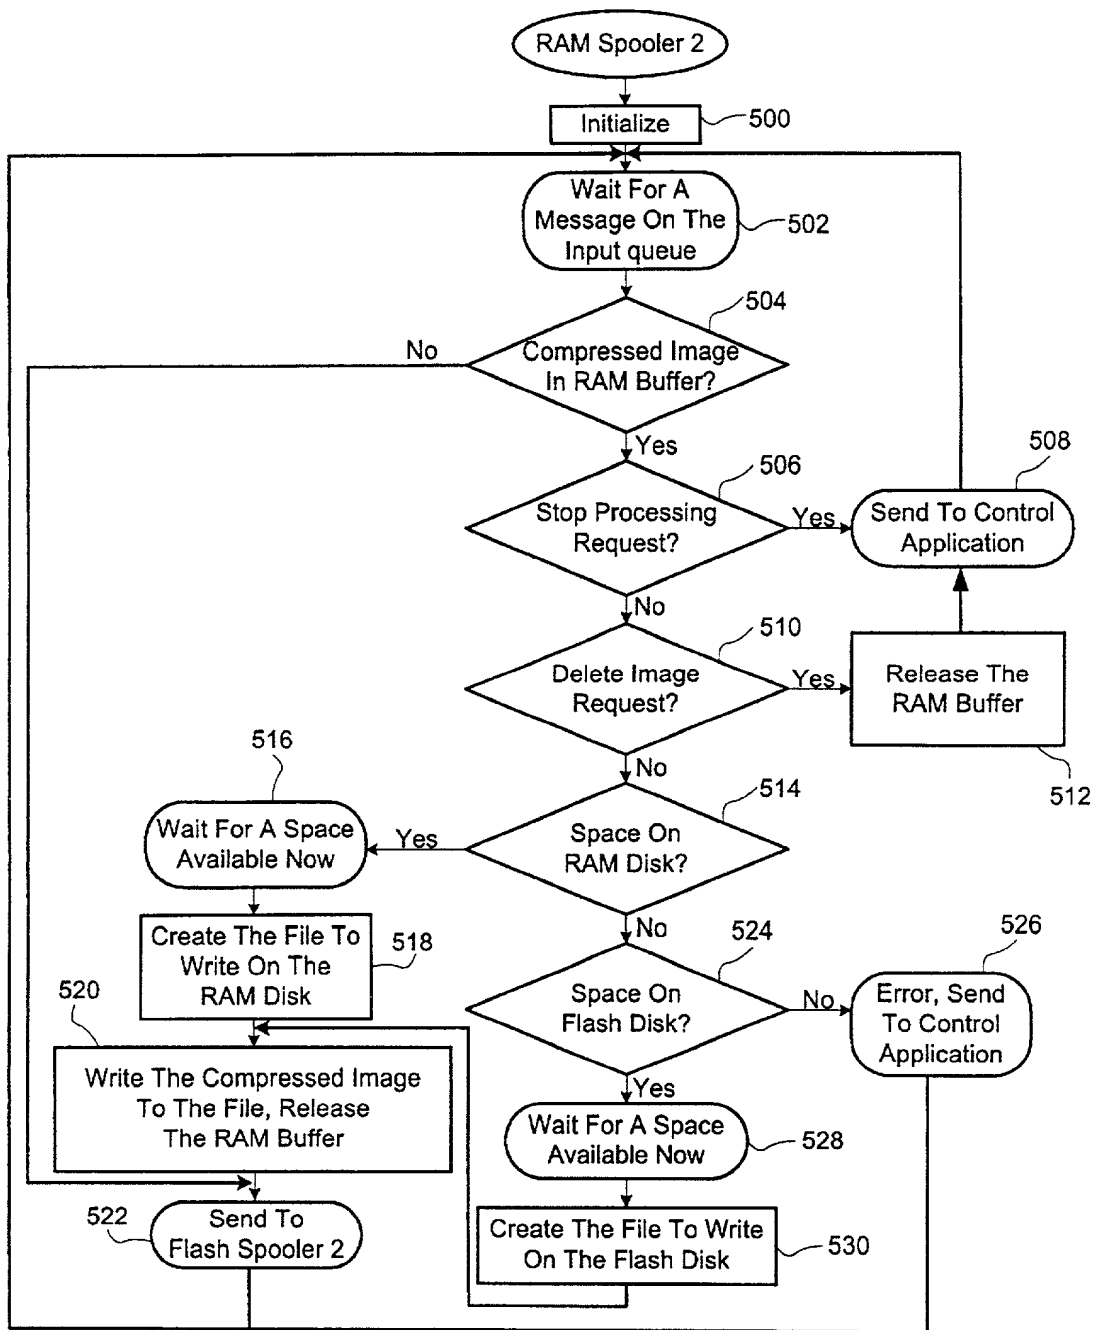 RAM Spooler 2
Initialize
500
Wait For A
Message On The
Input queue
502
504
Compressed Image
In RAM Buffer?
No
Yes
506
Stop Processing
Request?
Yes
508
Send To Control
Application
No
510
Delete Image
Request?
Yes
Release The
RAM Buffer
512
No
514
Space On
RAM Disk?
Yes
516
Wait For A Space
Available Now
518
Create The File To
Write On The
RAM Disk
No
524
Space On
Flash Disk?
No
526
Error, Send
To Control
Application
520
Write The Compressed Image
To The File, Release
The RAM Buffer
Yes
Wait For A Space
Available Now
528
522
Send To
Flash Spooler 2
Create The File To Write
On The Flash Disk
530